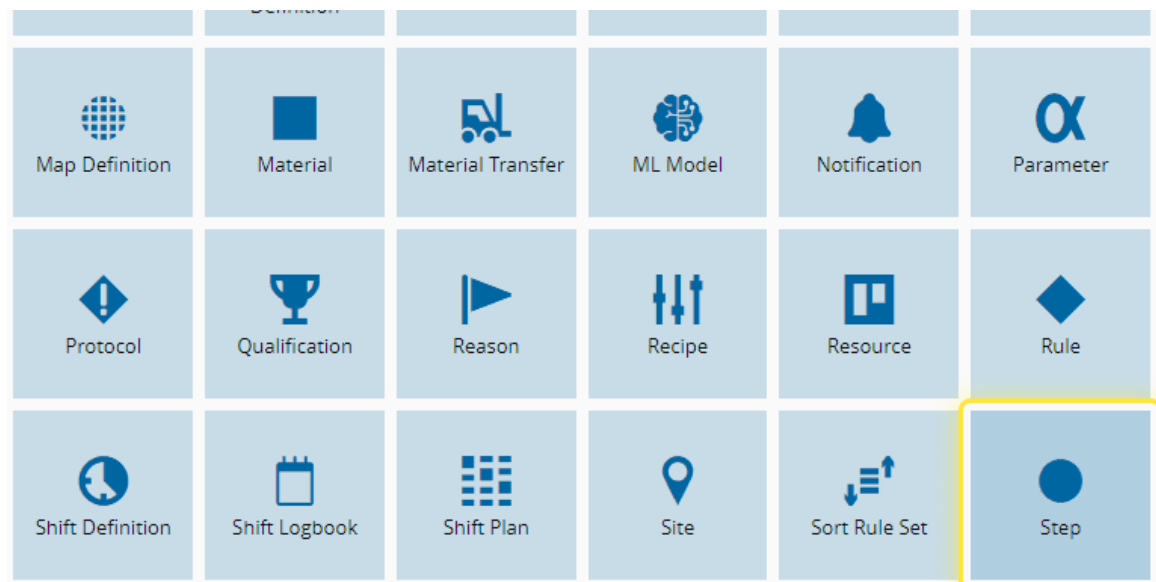 Definition
Map Definition
Material
Material Transfer
ML Model
Notification
Parameter
Protocol
Qualification
Reason
Recipe
Resource
Rule
Shift Definition
Shift Logbook
Shift Plan
Site
Sort Rule Set
Step